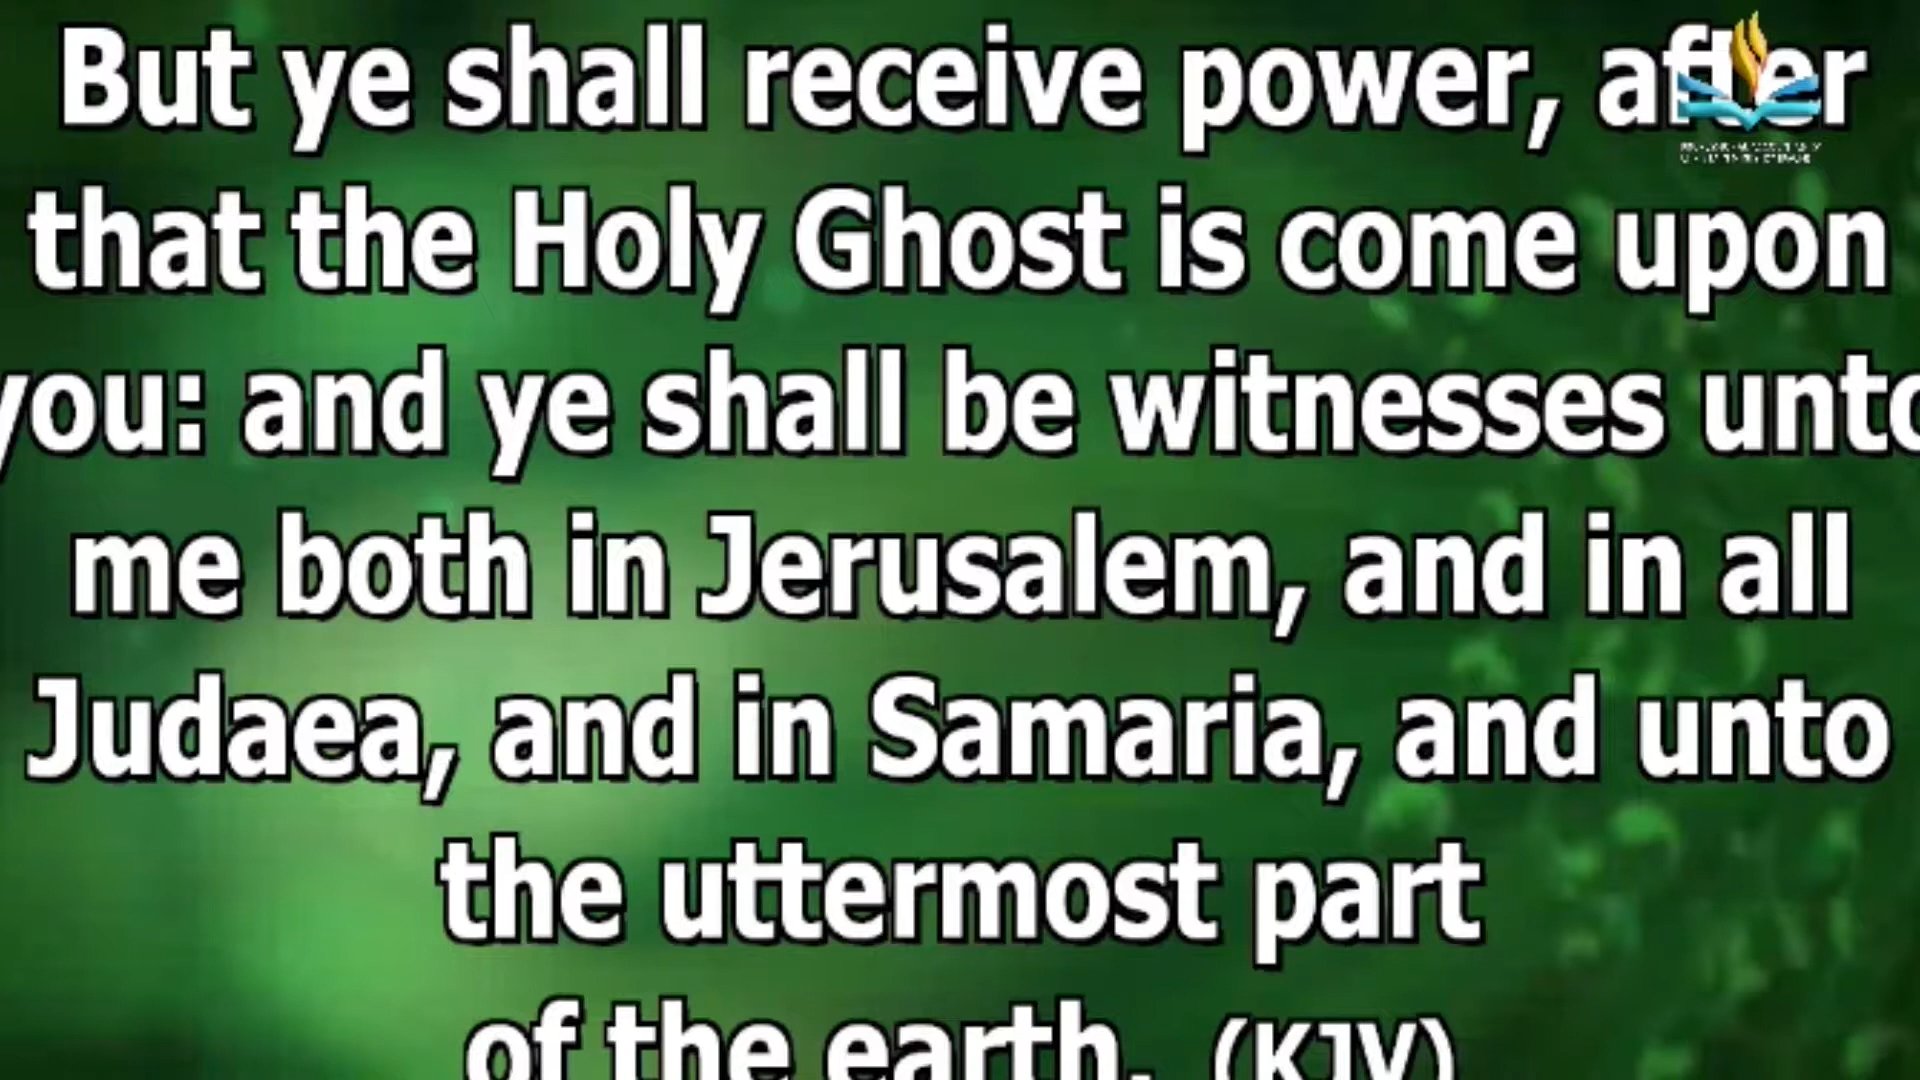 But ye shall receive power, after
that the Holy Ghost is come upon
you: and ye shall be witnesses unto
me both in Jerusalem, and in all
Judaea, and in Samaria, and unto
the uttermost part
of the earth. (KJV)